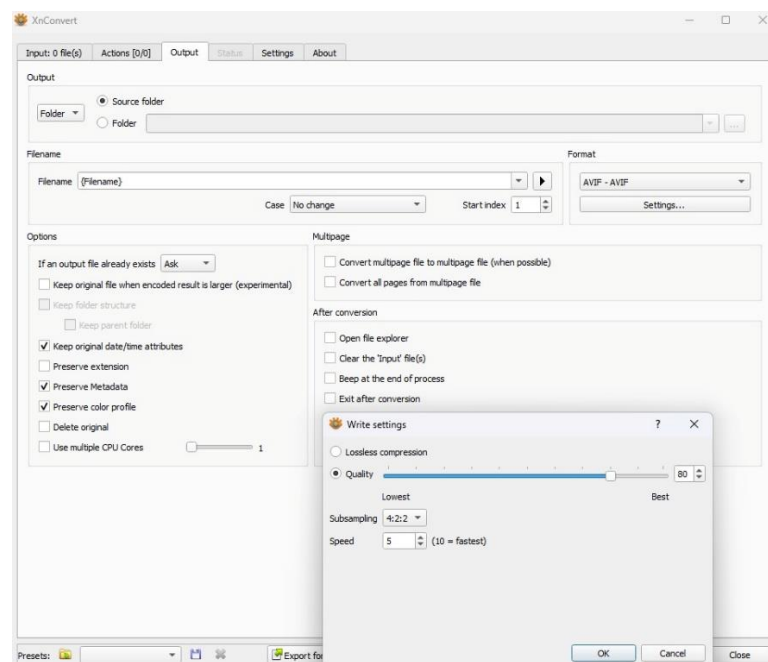 XnConvert
Input: 0 file(s) Actions [0/0] Output Status Settings About
Output
Folder
Source folder
Folder
...
Filename
Filename {Filename}
Case No change Start index 1
Format
AVIF - AVIF
Settings...
Options
If an output file already exists Ask
Keep original file when encoded result is larger (experimental)
Keep folder structure
Keep parent folder
Keep original date/time attributes
Preserve extension
Preserve Metadata
Preserve color profile
Delete original
Use multiple CPU Cores 1
Multipage
Convert multipage file to multipage file (when possible)
Convert all pages from multipage file
After conversion
Open file explorer
Clear the 'Input' file(s)
Beep at the end of process
Exit after conversion
Write settings ?
Lossless compression
Quality 80
Lowest Best
Subsampling 4:2:2
Speed 5 (10 = fastest)
OK Cancel
Presets: Export for Close